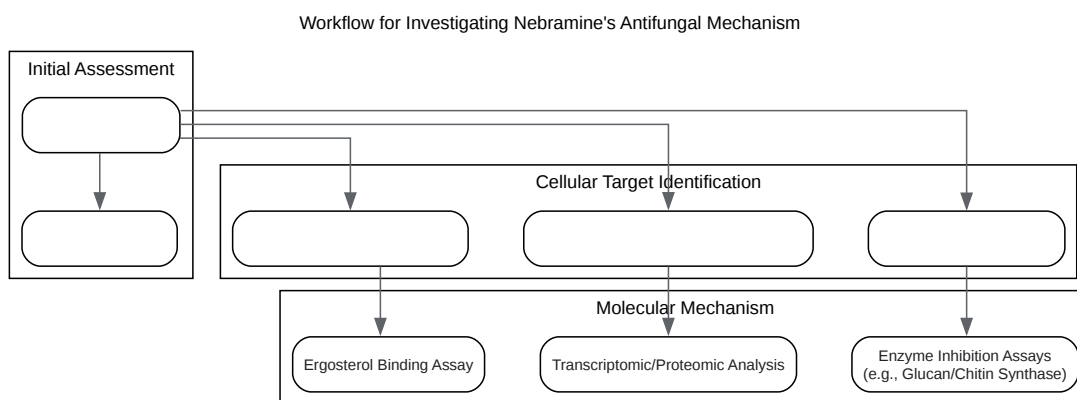 Workflow for Investigating Nebramine's Antifungal Mechanism
Initial Assessment
Cellular Target Identification
Molecular Mechanism
Ergosterol Binding Assay
Transcriptomic/Proteomic Analysis
Enzyme Inhibition Assays
(e.g., Glucan/Chitin Synthase)